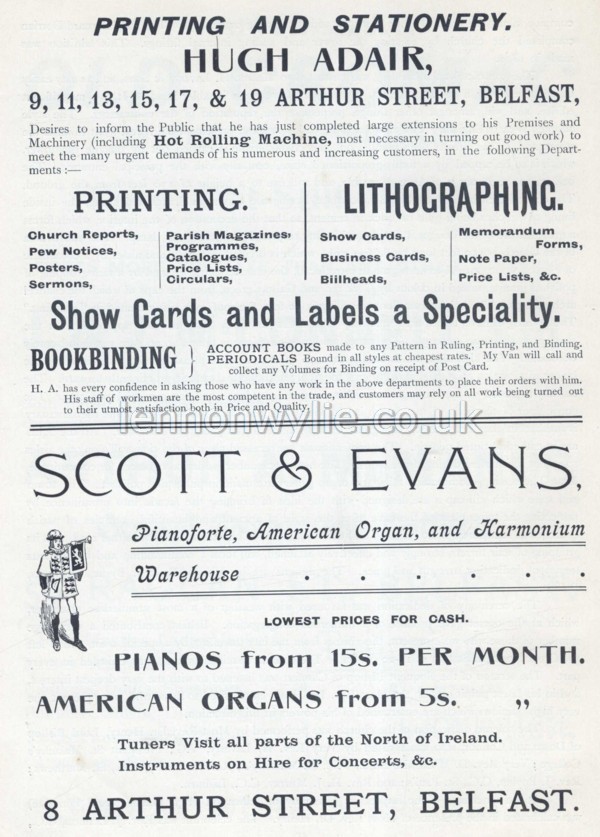 PRINTING AND STATIONERY.
HUGH ADAIR,
9, 11, 13, 15, 17, & 19 ARTHUR STREET, BELFAST,
Desires to inform the Public that he has just completed large extensions to his Premises and
Machinery (including Hot Rolling Machine, most necessary in turning out good work) to
meet the many urgent demands of his numerous and increasing customers, in the following Depart-
ments :—
PRINTING.
Church Reports,
Pew Notices,
Posters,
Sermons,
Parish Magazines,
Programmes,
Catalogues,
Price Lists,
Circulars,
LITHOGRAPHING.
Show Cards,
Business Cards,
Billheads,
Memorandum
Forms,
Note Paper,
Price Lists, &c.
Show Cards and Labels a Speciality.
BOOKBINDING } ACCOUNT BOOKS made to any Pattern in Ruling, Printing, and Binding.
PERIODICALS Bound in all styles at cheapest rates. My Van will call and
collect any Volumes for Binding on receipt of Post Card.
H. A. has every confidence in asking those who have any work in the above departments to place their orders with him.
His staff of workmen are the most competent in the trade, and customers may rely on all work being turned out
to their utmost satisfaction both in Price and Quality.
lennonwylie.co.uk
SCOTT & EVANS,
Pianoforte, American Organ, and Harmonium
Warehouse . . . . . .
LOWEST PRICES FOR CASH.
PIANOS from 15s. PER MONTH.
AMERICAN ORGANS from 5s. „
Tuners Visit all parts of the North of Ireland.
Instruments on Hire for Concerts, &c.
8 ARTHUR STREET, BELFAST.